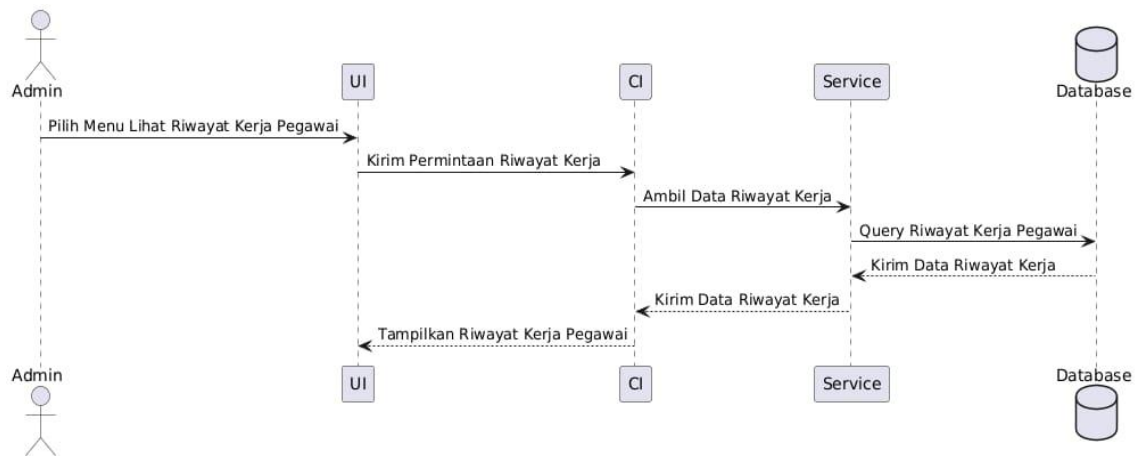 Admin
UI
CI
Service
Database
Pilih Menu Lihat Riwayat Kerja Pegawai
Kirim Permintaan Riwayat Kerja
Ambil Data Riwayat Kerja
Query Riwayat Kerja Pegawai
Kirim Data Riwayat Kerja
Kirim Data Riwayat Kerja
Tampilkan Riwayat Kerja Pegawai
Admin
UI
CI
Service
Database